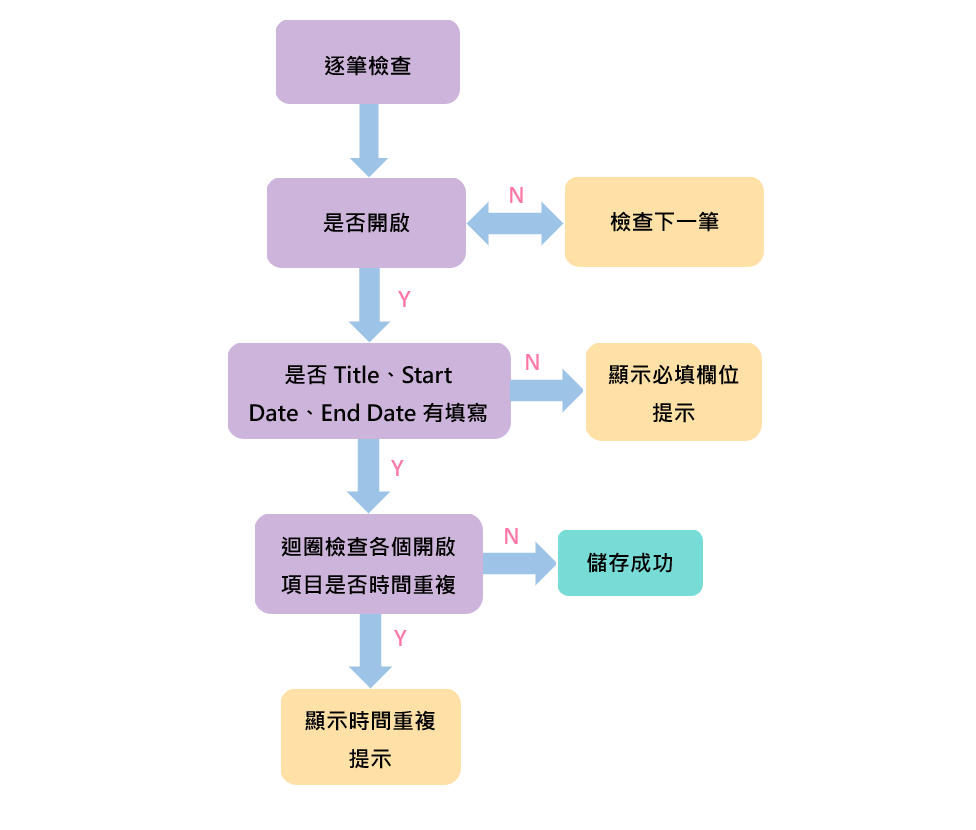 逐筆檢查
是否開啟
N
檢查下一筆
Y
是否 Title、Start
Date、End Date 有填寫
N
顯示必填欄位
提示
Y
迴圈檢查各個開啟
項目是否時間重複
N
儲存成功
Y
顯示時間重複
提示